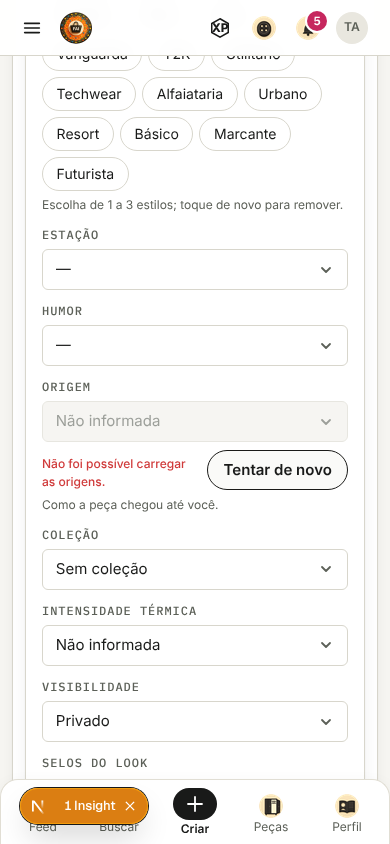 XP
5
TA
Vanguarda Y2K Utilitário
Techwear Alfaiataria Urbano
Resort Básico Marcante
Futurista
Escolha de 1 a 3 estilos; toque de novo para remover.
ESTAÇÃO
—
HUMOR
—
ORIGEM
Não informada
Não foi possível carregar
as origens.
Tentar de novo
Como a peça chegou até você.
COLEÇÃO
Sem coleção
INTENSIDADE TÉRMICA
Não informada
VISIBILIDADE
Privado
SELOS DO LOOK
N 1 Insight
Feed Buscar Criar Peças Perfil